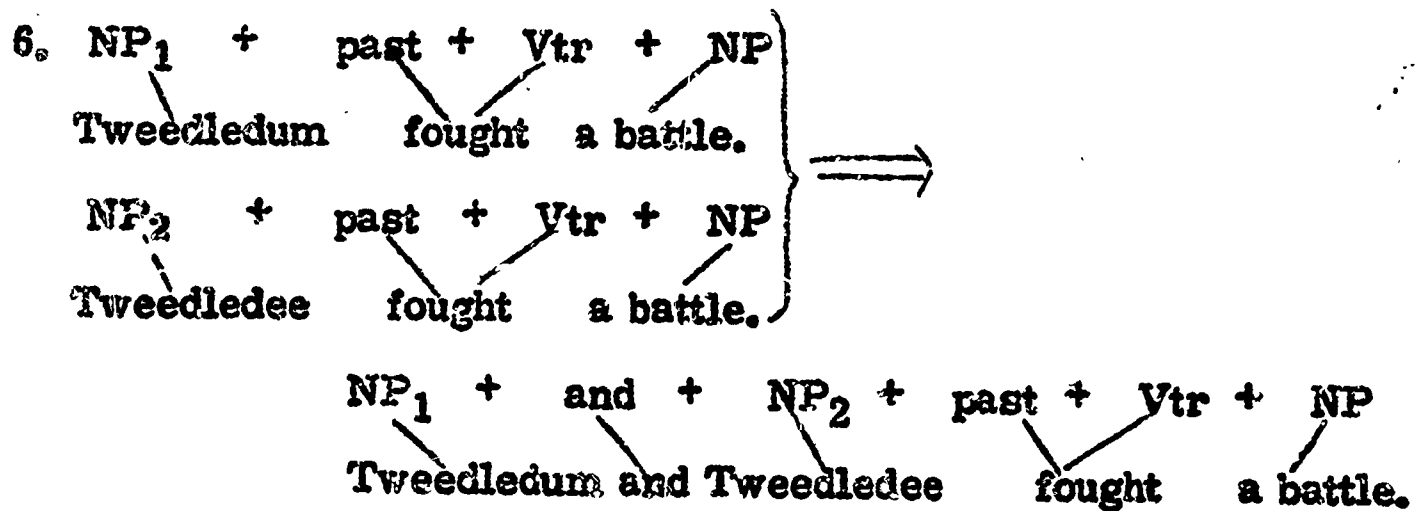 6. NP₁ + past + Vtr + NP
Tweedledum fought a battle.
NP₂ + past + Vtr + NP
Tweedledee fought a battle.
NP₁ + and + NP₂ + past + Vtr + NP
Tweedledum and Tweedledee fought a battle.